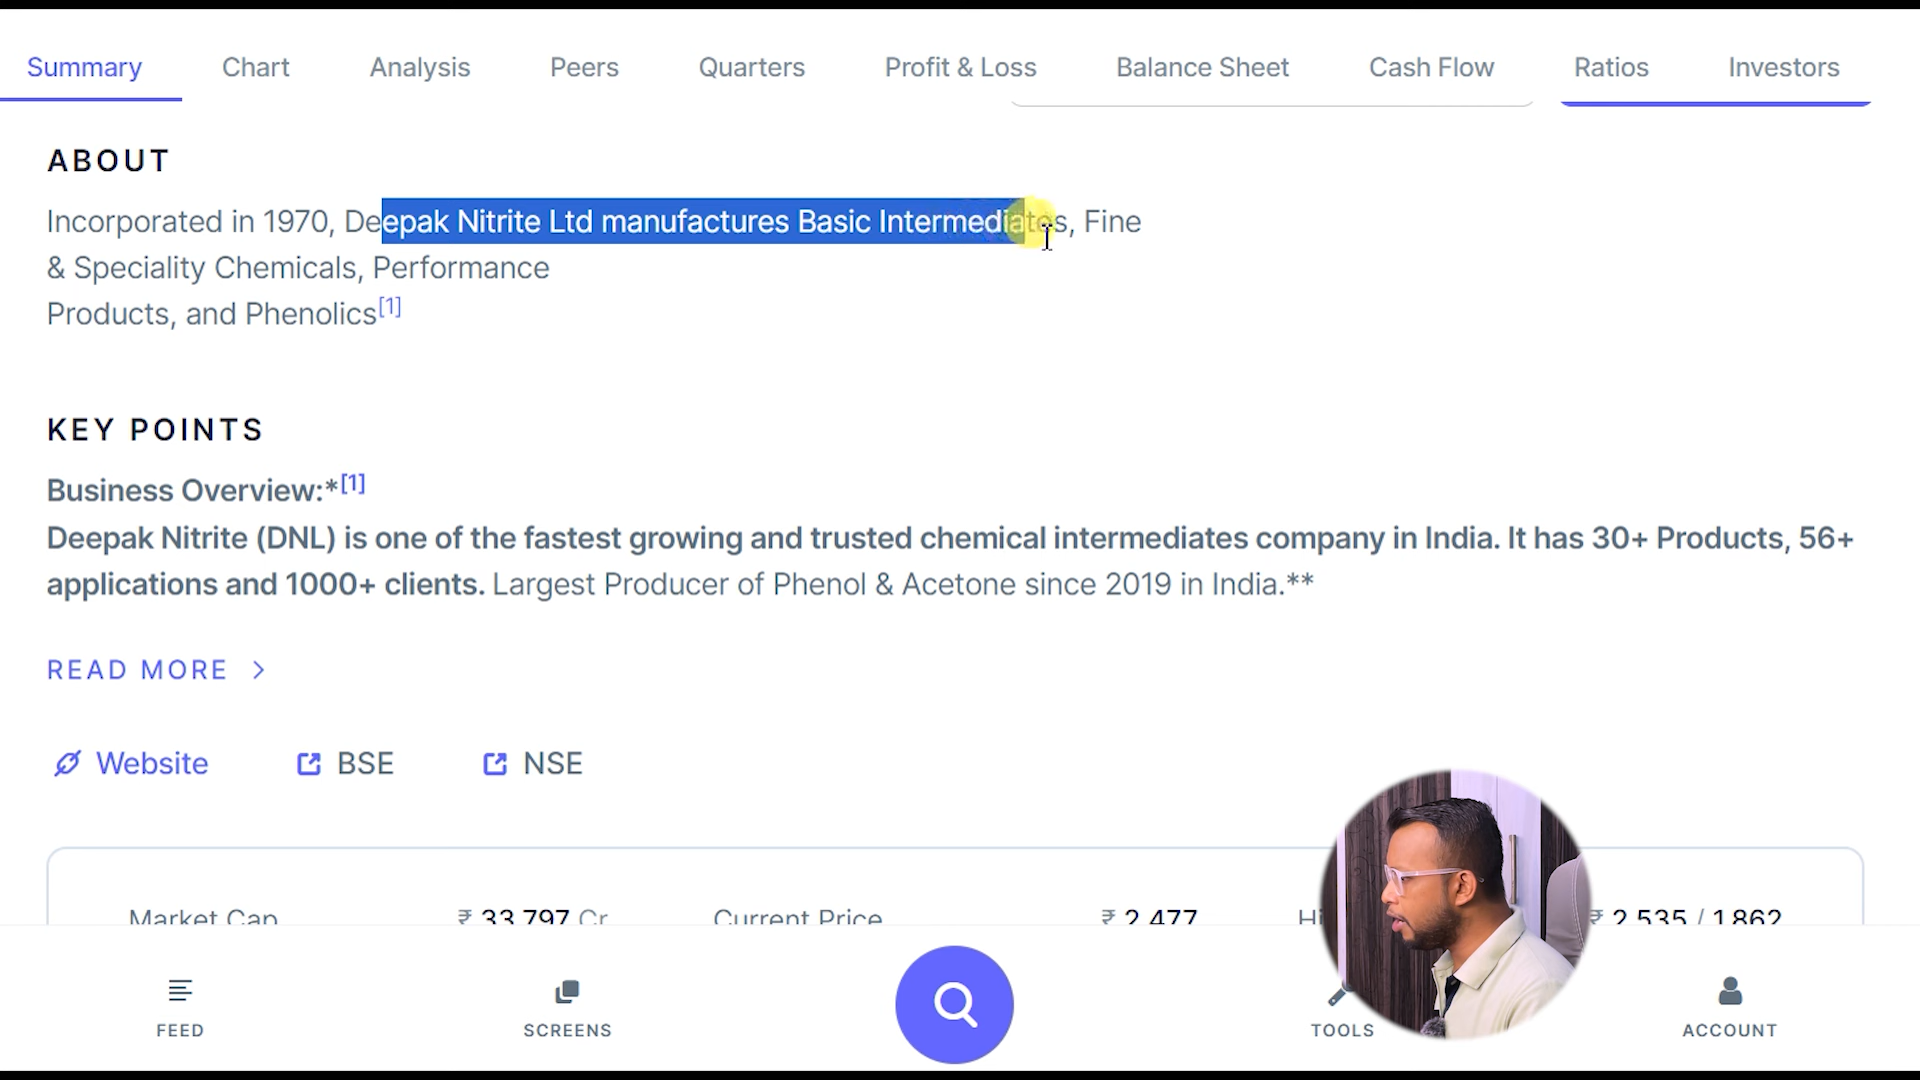 Summary Chart Analysis Peers Quarters Profit & Loss Balance Sheet Cash Flow Ratios Investors
ABOUT
Incorporated in 1970, Deepak Nitrite Ltd manufactures Basic Intermediates, Fine
& Speciality Chemicals, Performance
Products, and Phenolics[1]
KEY POINTS
Business Overview:*[1]
Deepak Nitrite (DNL) is one of the fastest growing and trusted chemical intermediates company in India. It has 30+ Products, 56+
applications and 1000+ clients. Largest Producer of Phenol & Acetone since 2019 in India.**
READ MORE >
Website BSE NSE
Market Cap ₹ 33,797 Cr. Current Price ₹ 2,477 ₹ 2,535 / 1,862
FEED SCREENS TOOLS ACCOUNT